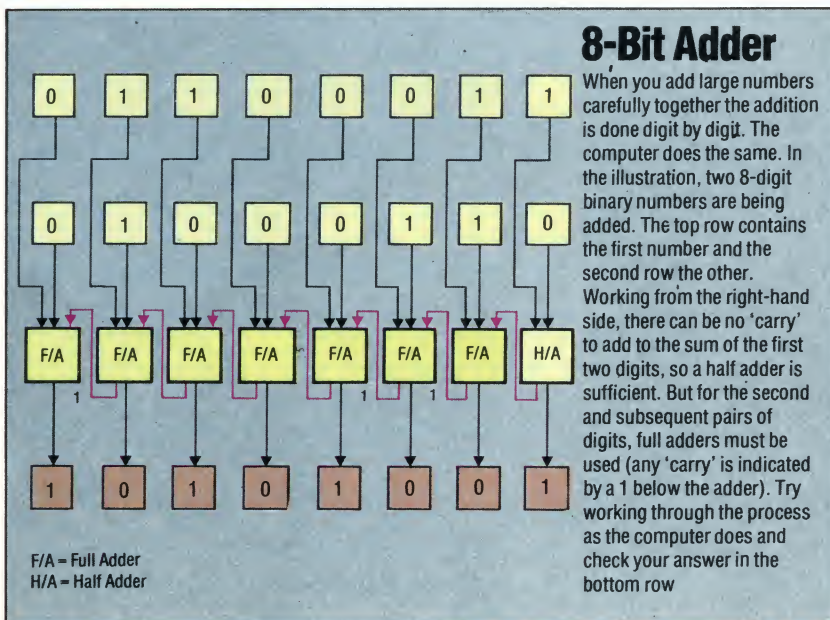 8-Bit Adder
When you add large numbers
carefully together the addition
is done digit by digit. The
computer does the same. In
the illustration, two 8-digit
binary numbers are being
added. The top row contains
the first number and the
second row the other.
Working from the right-hand
side, there can be no 'carry'
to add to the sum of the first
two digits, so a half adder is
sufficient. But for the second
and subsequent pairs of
digits, full adders must be
used (any 'carry' is indicated
by a 1 below the adder). Try
working through the process
as the computer does and
check your answer in the
bottom row
0 1 1 0 0 0 1 1
0 1 0 0 0 1 1 0
F/A F/A F/A F/A F/A F/A F/A H/A
1 1 1
1 0 1 0 1 0 0 1
F/A = Full Adder
H/A = Half Adder